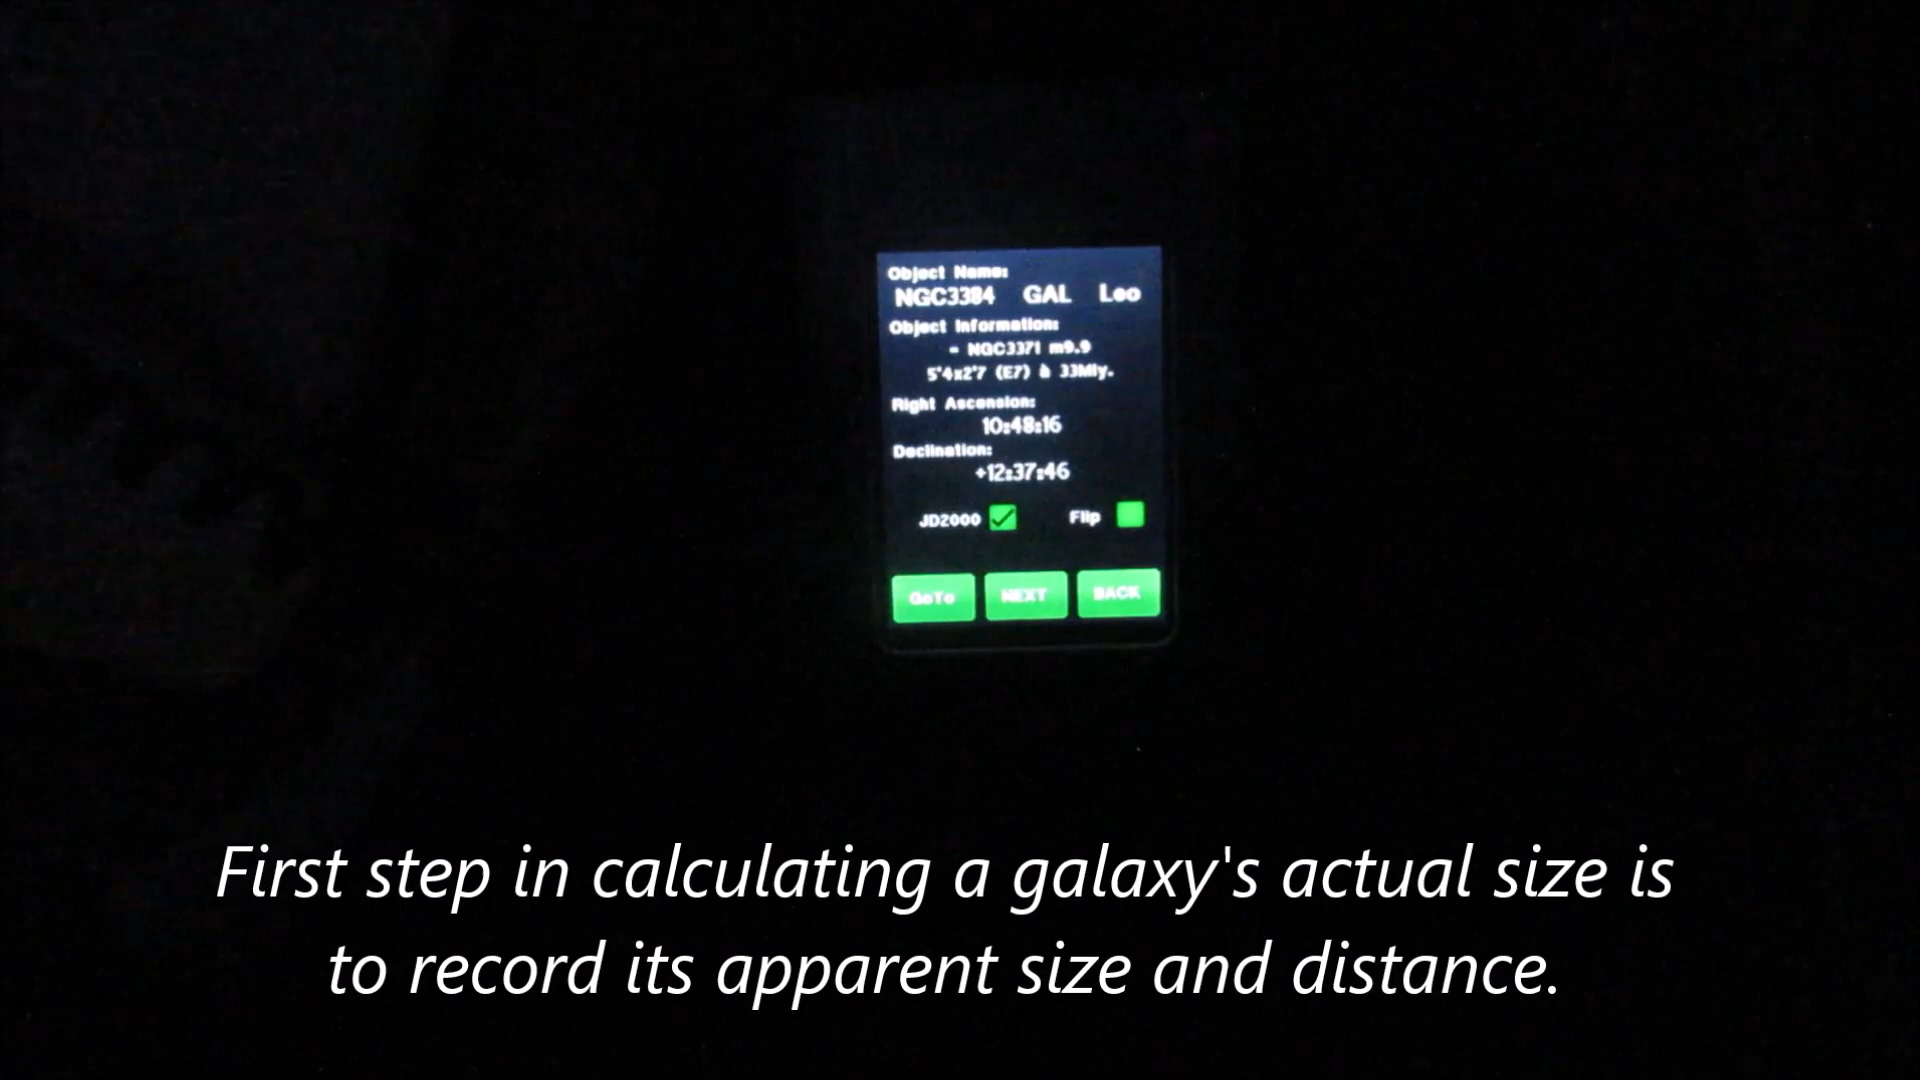 Object Name:
NGC3384 GAL Leo
Object Information:
- NGC3371 m9.9
5'4x2'7 (E7) à 33Mly.
Right Ascension:
10:48:16
Declination:
+12:37:46
JD2000 Flip
GoTo NEXT BACK
First step in calculating a galaxy's actual size is
to record its apparent size and distance.